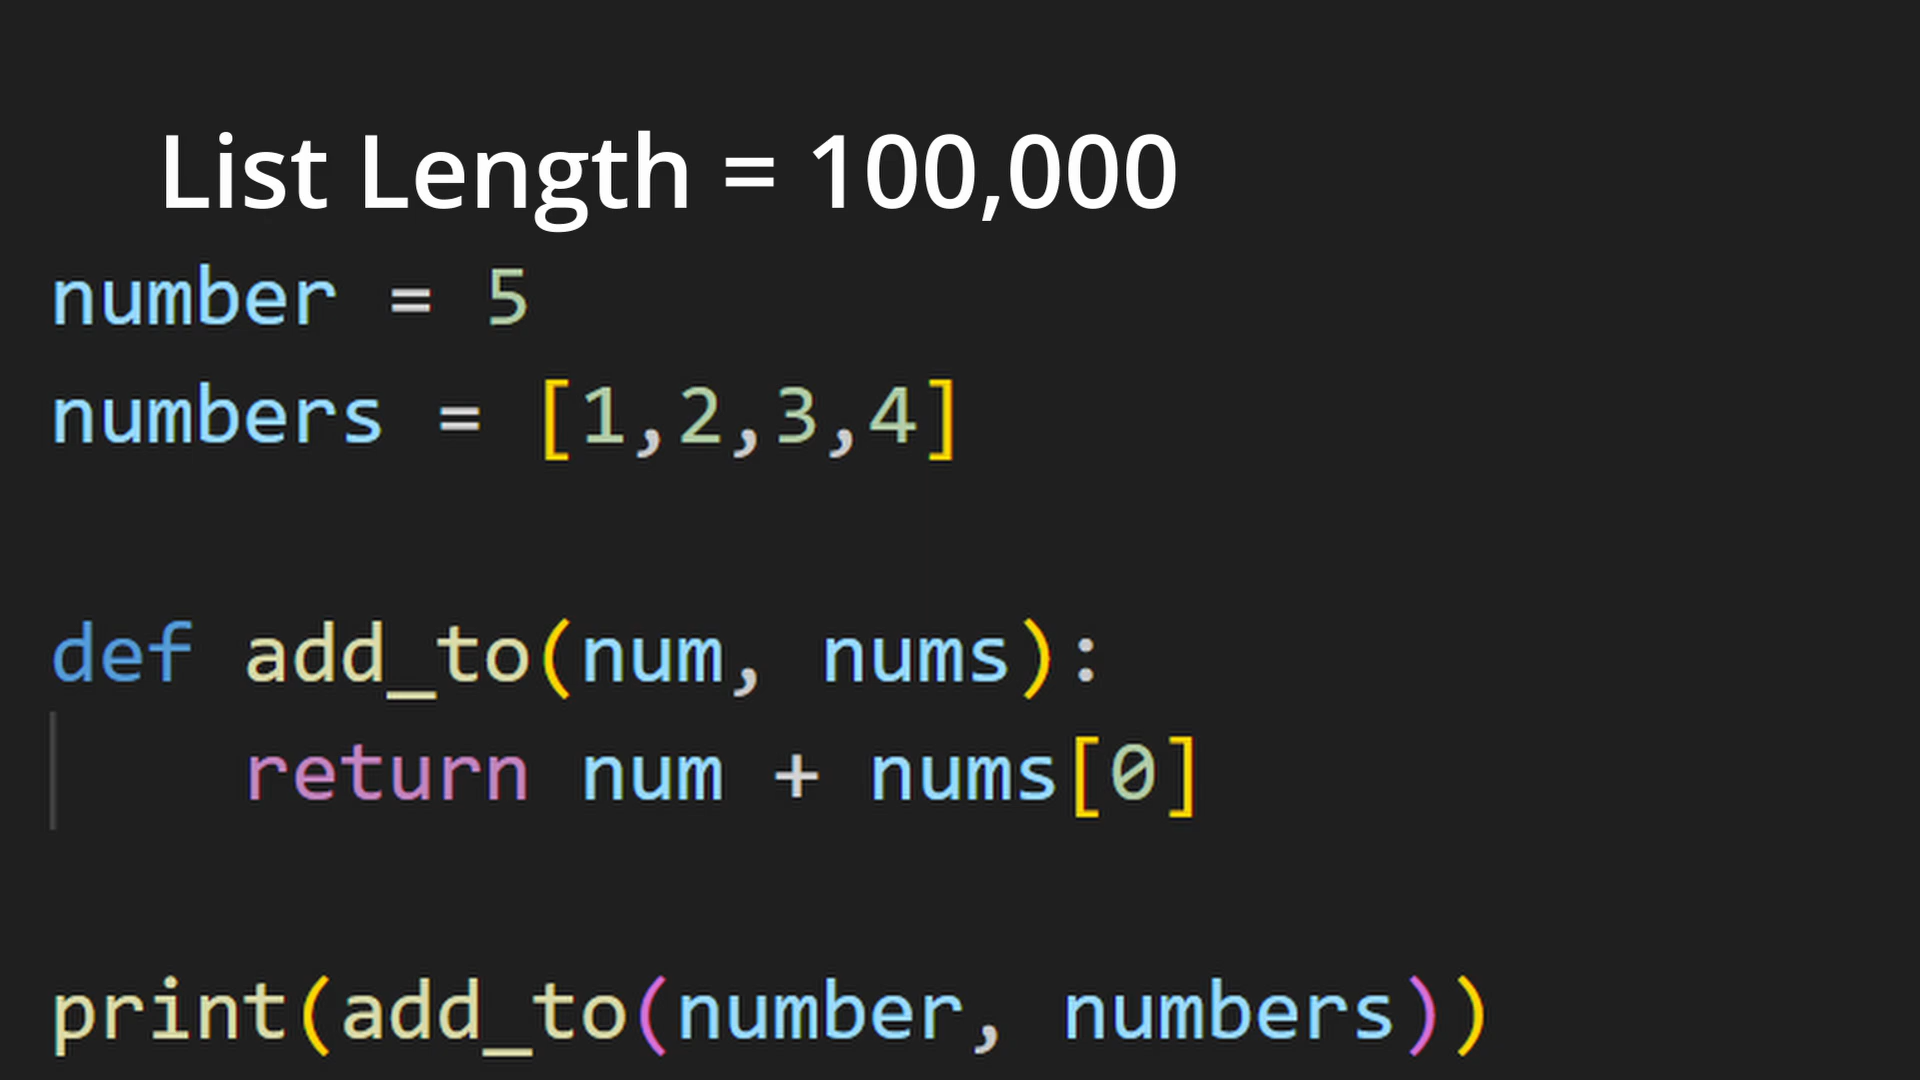 List Length = 100,000
number = 5
numbers = [1,2,3,4]
def add_to(num, nums):
    return num + nums[0]
print(add_to(number, numbers))